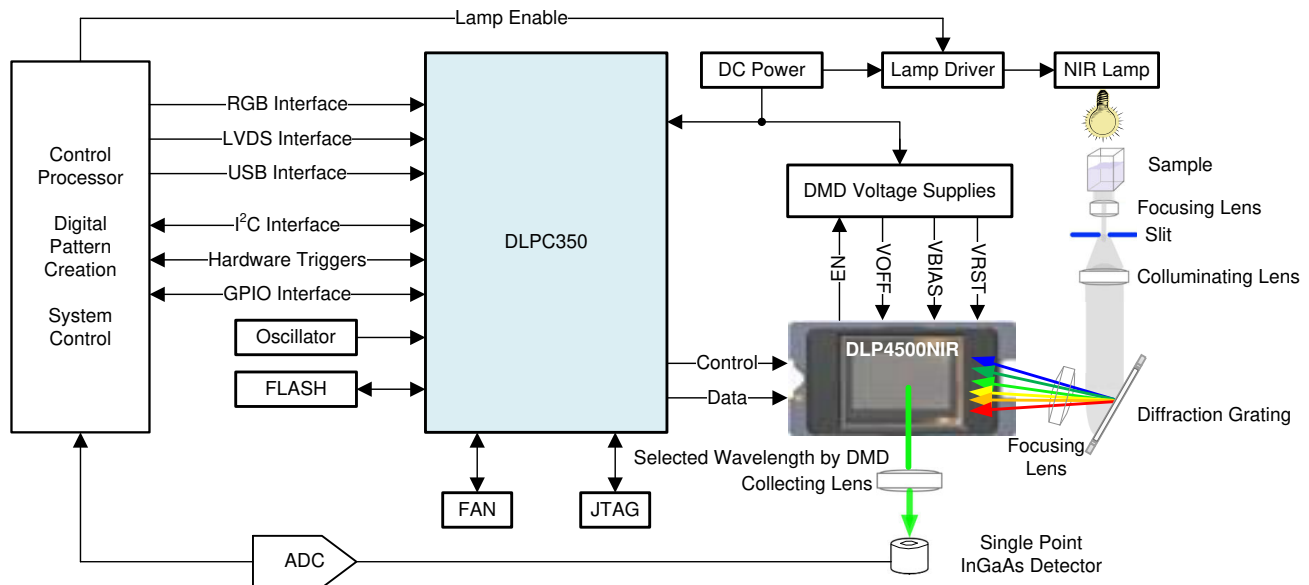 Lamp Enable
Control
Processor
Digital
Pattern
Creation
System
Control
RGB Interface
LVDS Interface
USB Interface
I²C Interface
Hardware Triggers
GPIO Interface
Oscillator
FLASH
DLPC350
FAN
JTAG
DC Power
Lamp Driver
NIR Lamp
DMD Voltage Supplies
EN
VOFF
VBIAS
VRST
Sample
Focusing Lens
Slit
Colluminating Lens
Control
Data
DLP4500NIR
Diffraction Grating
Focusing
Lens
Selected Wavelength by DMD
Collecting Lens
Single Point
InGaAs Detector
ADC